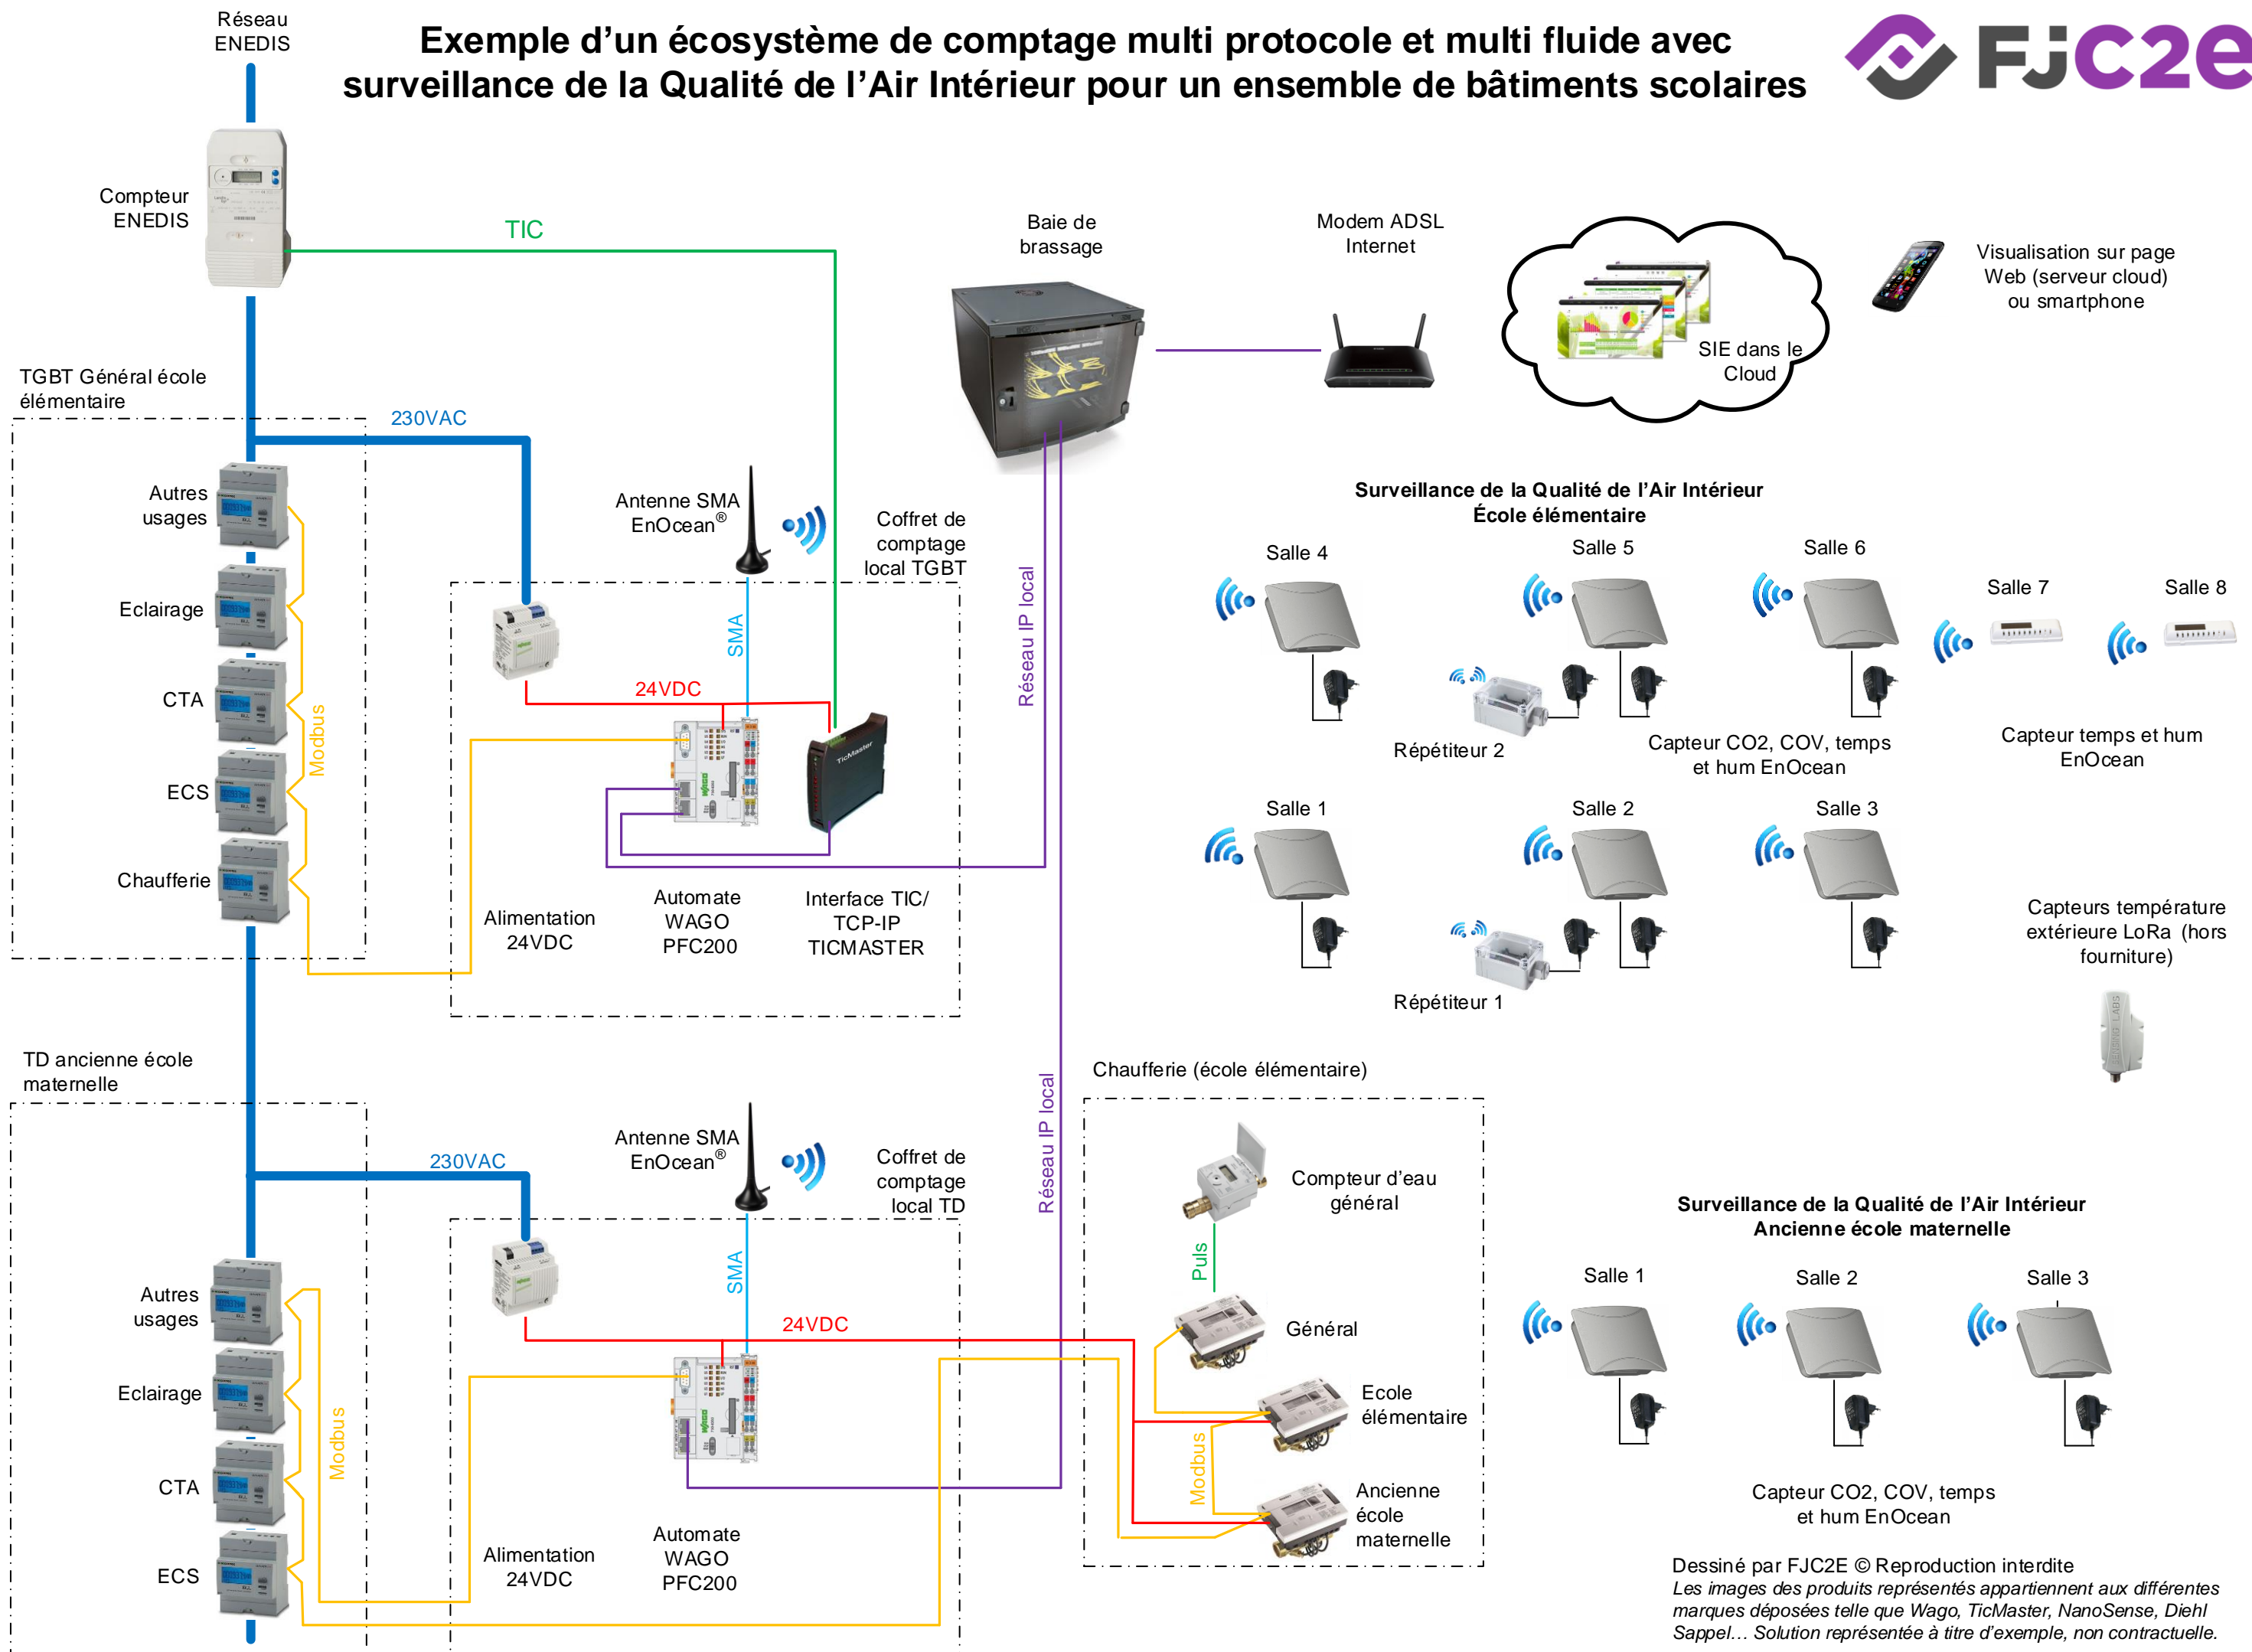 Réseau
ENEDIS
Exemple d’un écosystème de comptage multi protocole et multi fluide avec
surveillance de la Qualité de l’Air Intérieur pour un ensemble de bâtiments scolaires
FJC2e
Compteur
ENEDIS
TIC
Baie de
brassage
Modem ADSL
Internet
SIE dans le
Cloud
Visualisation sur page
Web (serveur cloud)
ou smartphone
TGBT Général école
élémentaire
230VAC
Autres
usages
Eclairage
CTA
ECS
Chaufferie
Modbus
Antenne SMA
EnOcean®
Coffret de
comptage
local TGBT
SMA
24VDC
TicMaster
WAGO
Réseau IP local
Alimentation
24VDC
Automate
WAGO
PFC200
Interface TIC/
TCP-IP
TICMASTER
Surveillance de la Qualité de l’Air Intérieur
École élémentaire
Salle 4
Salle 5
Salle 6
Salle 7
Salle 8
Répétiteur 2
Capteur CO2, COV, temps
et hum EnOcean
Capteur temps et hum
EnOcean
Salle 1
Salle 2
Salle 3
Répétiteur 1
Capteurs température
extérieure LoRa (hors
fourniture)
SENSING LABS
TD ancienne école
maternelle
230VAC
Autres
usages
Eclairage
CTA
ECS
Modbus
Antenne SMA
EnOcean®
Coffret de
comptage
local TD
SMA
24VDC
WAGO
Réseau IP local
Alimentation
24VDC
Automate
WAGO
PFC200
Chaufferie (école élémentaire)
Compteur d’eau
général
Puls
Général
Ecole
élémentaire
Modbus
Ancienne
école
maternelle
Surveillance de la Qualité de l’Air Intérieur
Ancienne école maternelle
Salle 1
Salle 2
Salle 3
Capteur CO2, COV, temps
et hum EnOcean
Dessiné par FJC2E © Reproduction interdite
Les images des produits représentés appartiennent aux différentes
marques déposées telle que Wago, TicMaster, NanoSense, Diehl
Sappel… Solution représentée à titre d’exemple, non contractuelle.